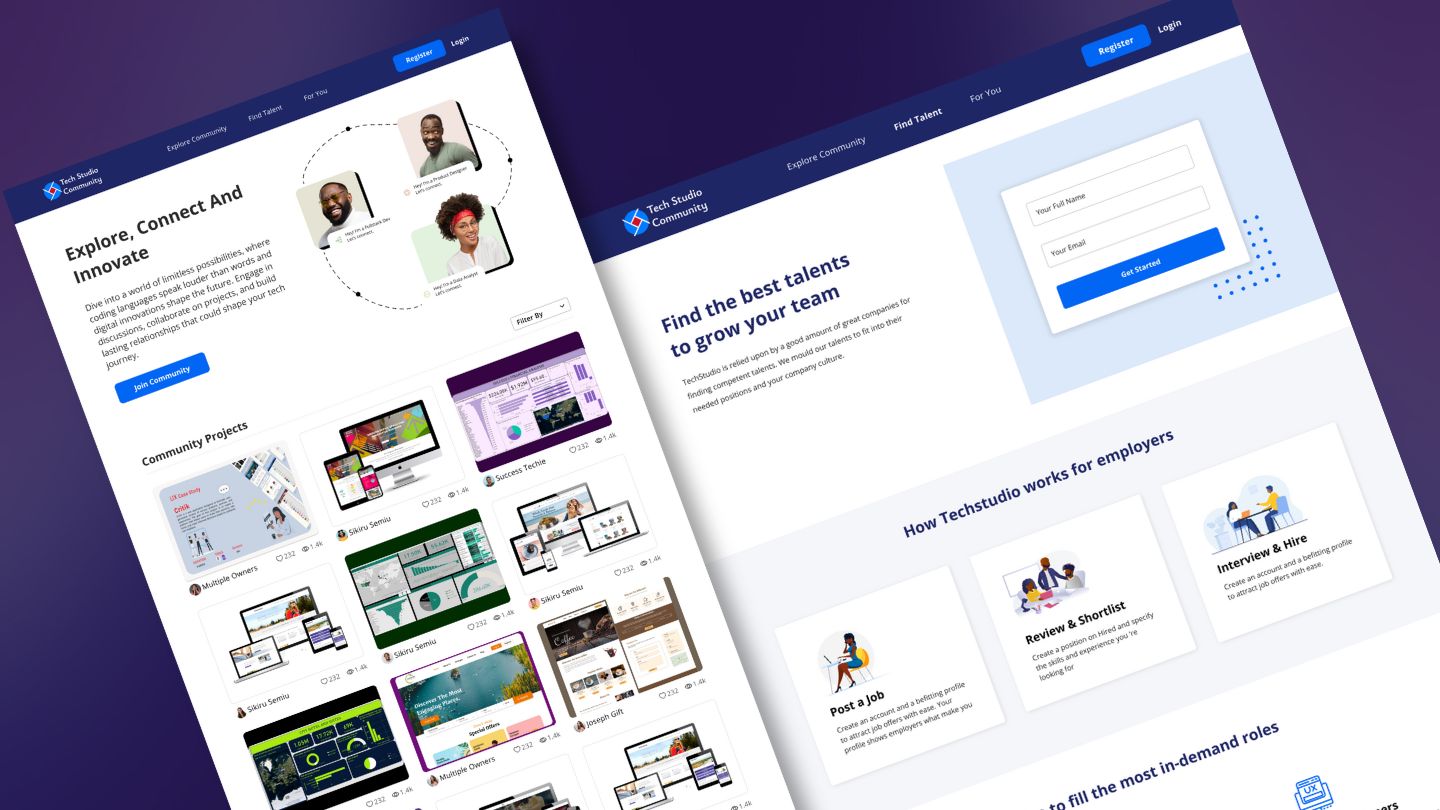 Tech Studio
Community
Explore Community
Find Talent
For You
Register
Login
Explore, Connect And
Innovate
Dive into a world of limitless possibilities, where
coding languages speak louder than words and
digital innovations shape the future. Engage in
discussions, collaborate on projects, and build
lasting relationships that could shape your tech
journey.
Join Community
Hey! I'm a Product Designer
Let's connect.
Hey! I'm a
Let's connect.
Hey! I'm a Data Analyst
Let's connect.
Filter By
Community Projects
UX Case Study
Critik
232
1.4k
Multiple Owners
232
1.4k
Sikiru Semiu
$1.92M
232
1.4k
Success Techie
232
1.4k
Sikiru Semiu
232
1.4k
Sikiru Semiu
232
1.4k
Sikiru Semiu
1.05M
17.72K
49K
232
1.4k
Discover The Most
Engaging Places.
Special Offers
232
1.4k
Multiple Owners
Coffee
232
1.4k
Joseph Gift
232
1.4k
Tech Studio
Community
Explore Community
Find Talent
For You
Register
Login
Find the best talents
to grow your team
TechStudio is relied upon by a good amount of great companies for
finding competent talents. We mould our talents to fit into their
needed positions and your company culture.
Your Full Name
Your Email
Get Started
How Techstudio works for employers
Post a Job
Create an account and a befitting profile
to attract job offers with ease. Your
profile shows employers what make you
Review & Shortlist
Create a position on Hired and specify
the skills and experience you 're
looking for
Interview & Hire
Create an account and a befitting profile
to attract job offers with ease.
to fill the most in-demand roles
UX